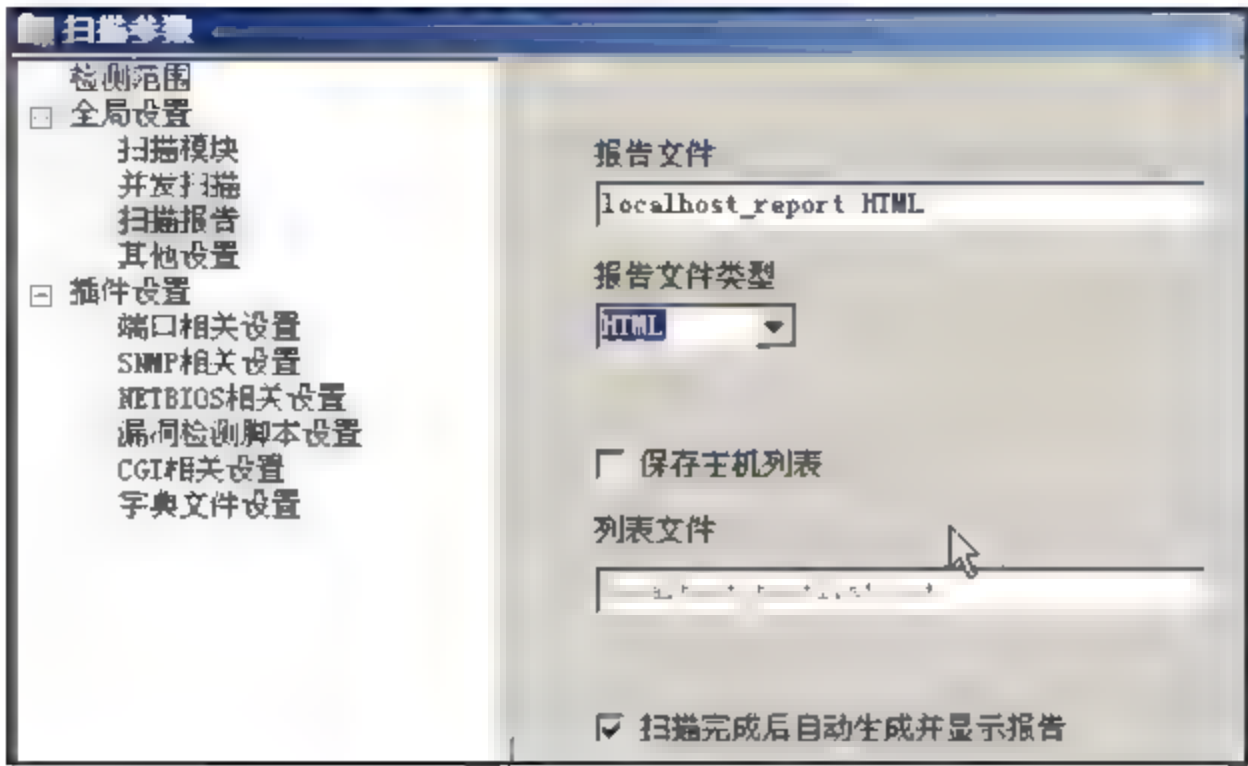 扫描参数
检测范围
全局设置
扫描模块
并发扫描
扫描报告
其他设置
插件设置
端口相关设置
SNMP相关设置
NETBIOS相关设置
漏洞检测脚本设置
CGI相关设置
字典文件设置
报告文件
localhost_report HTML
报告文件类型
HTML
保存主机列表
列表文件
扫描完成后自动生成并显示报告